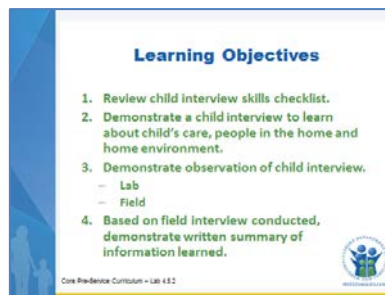 Learning Objectives
1. Review child interview skills checklist.
2. Demonstrate a child interview to learn
about child's care, people in the home and
home environment.
3. Demonstrate observation of child interview.
– Lab
– Field
4. Based on field interview conducted,
demonstrate written summary of
information learned.
Core Pre-Service Curriculum – Lab 4.5.2